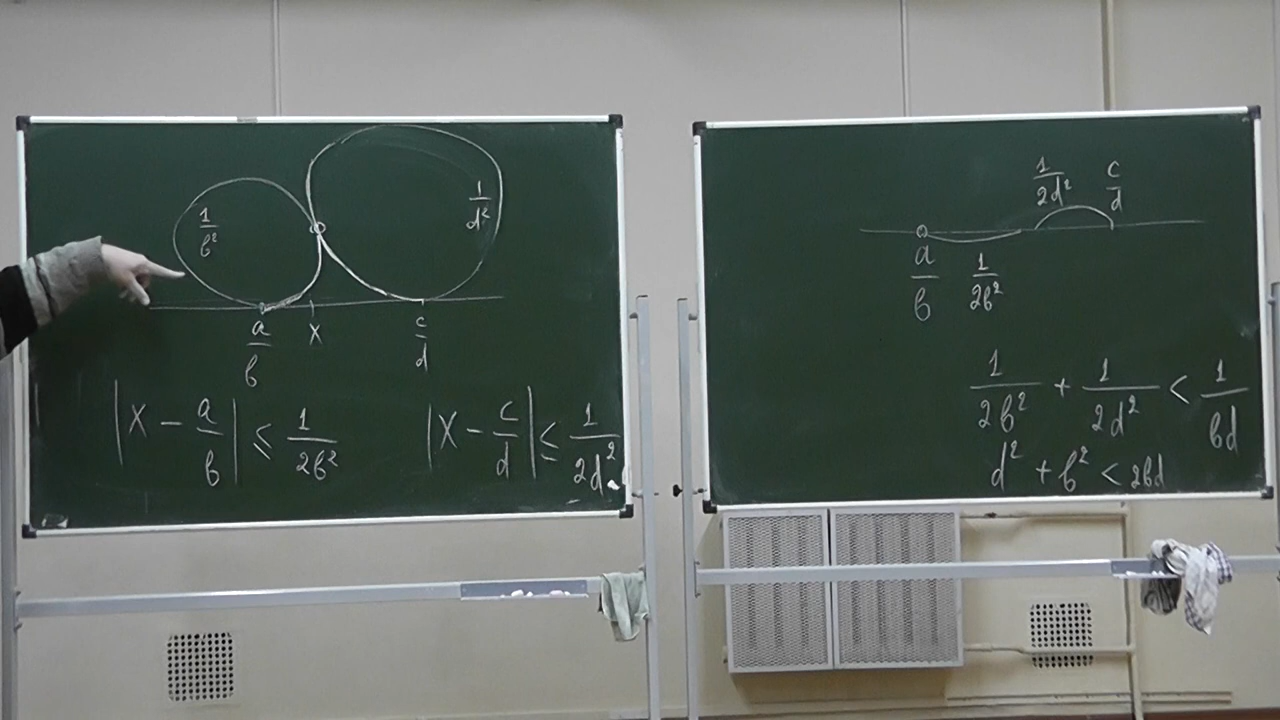 1/b² 1/d²
a/b x c/d
|x - a/b| ≤ 1/2b² |x - c/d| ≤ 1/2d²
1/2d² c/d
a/b 1/2b²
1/2b² + 1/2d² < 1/bd
d² + b² < 2bd